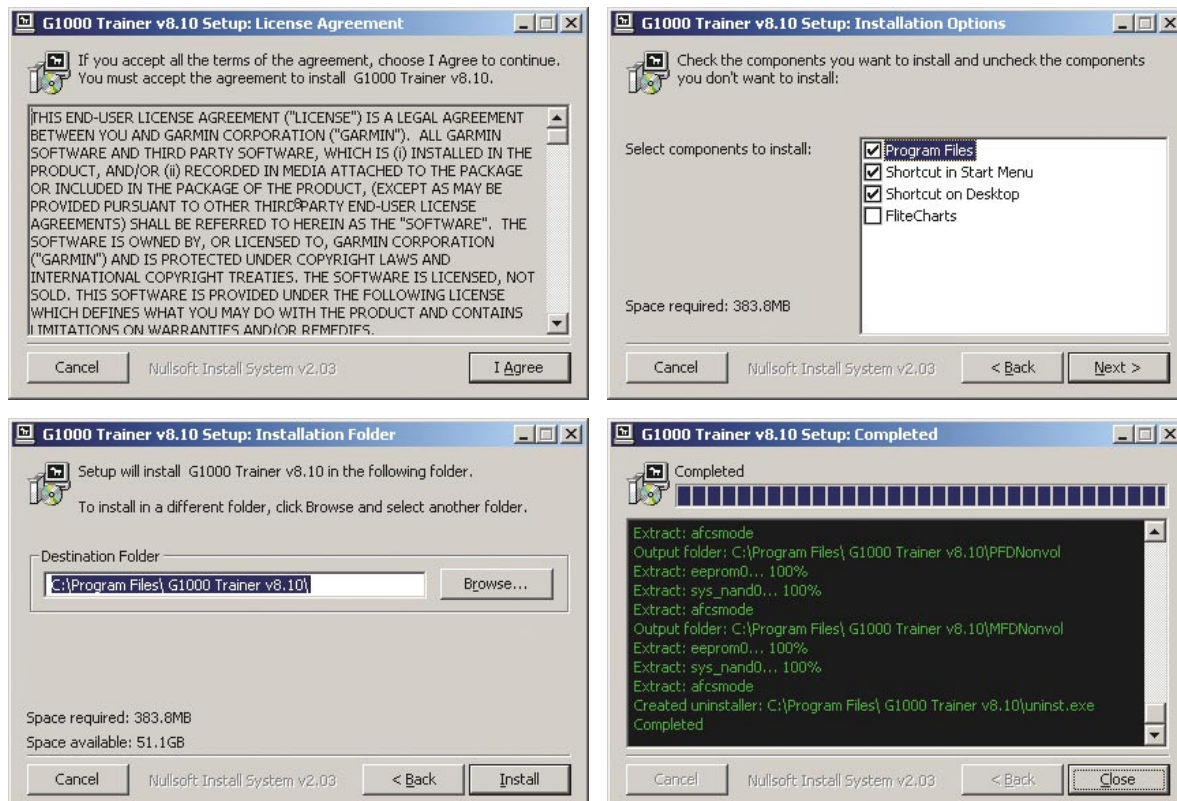 G1000 Trainer v8.10 Setup: License Agreement
If you accept all the terms of the agreement, choose I Agree to continue.
You must accept the agreement to install G1000 Trainer v8.10.
THIS END-USER LICENSE AGREEMENT ("LICENSE") IS A LEGAL AGREEMENT
BETWEEN YOU AND GARMIN CORPORATION ("GARMIN"). ALL GARMIN
SOFTWARE AND THIRD PARTY SOFTWARE, WHICH IS (i) INSTALLED IN THE
PRODUCT, AND/OR (ii) RECORDED IN MEDIA ATTACHED TO THE PACKAGE
OR INCLUDED IN THE PACKAGE OF THE PRODUCT, (EXCEPT AS MAY BE
PROVIDED PURSUANT TO OTHER THIRD8PARTY END-USER LICENSE
AGREEMENTS) SHALL BE REFERRED TO HEREIN AS THE "SOFTWARE". THE
SOFTWARE IS OWNED BY, OR LICENSED TO, GARMIN CORPORATION
("GARMIN") AND IS PROTECTED UNDER COPYRIGHT LAWS AND
INTERNATIONAL COPYRIGHT TREATIES. THE SOFTWARE IS LICENSED, NOT
SOLD. THIS SOFTWARE IS PROVIDED UNDER THE FOLLOWING LICENSE
WHICH DEFINES WHAT YOU MAY DO WITH THE PRODUCT AND CONTAINS
LIMITATIONS ON WARRANTIES AND/OR REMEDIES.
Cancel
Nullsoft Install System v2.03
I Agree
G1000 Trainer v8.10 Setup: Installation Options
Check the components you want to install and uncheck the components
you don't want to install:
Select components to install:
Program Files
Shortcut in Start Menu
Shortcut on Desktop
FliteCharts
Space required: 383.8MB
Cancel
Nullsoft Install System v2.03
< Back
Next >
G1000 Trainer v8.10 Setup: Installation Folder
Setup will install G1000 Trainer v8.10 in the following folder.
To install in a different folder, click Browse and select another folder.
Destination Folder
C:\Program Files\ G1000 Trainer v8.10\
Browse...
Space required: 383.8MB
Space available: 51.1GB
Cancel
Nullsoft Install System v2.03
< Back
Install
G1000 Trainer v8.10 Setup: Completed
Completed
Extract: afcsmode
Output folder: C:\Program Files\ G1000 Trainer v8.10\PFDNonvol
Extract: eeprom0... 100%
Extract: sys_nand0... 100%
Extract: afcsmode
Output folder: C:\Program Files\ G1000 Trainer v8.10\MFDNonvol
Extract: eeprom0... 100%
Extract: sys_nand0... 100%
Extract: afcsmode
Created uninstaller: C:\Program Files\ G1000 Trainer v8.10\uninst.exe
Completed
Cancel
Nullsoft Install System v2.03
< Back
Close